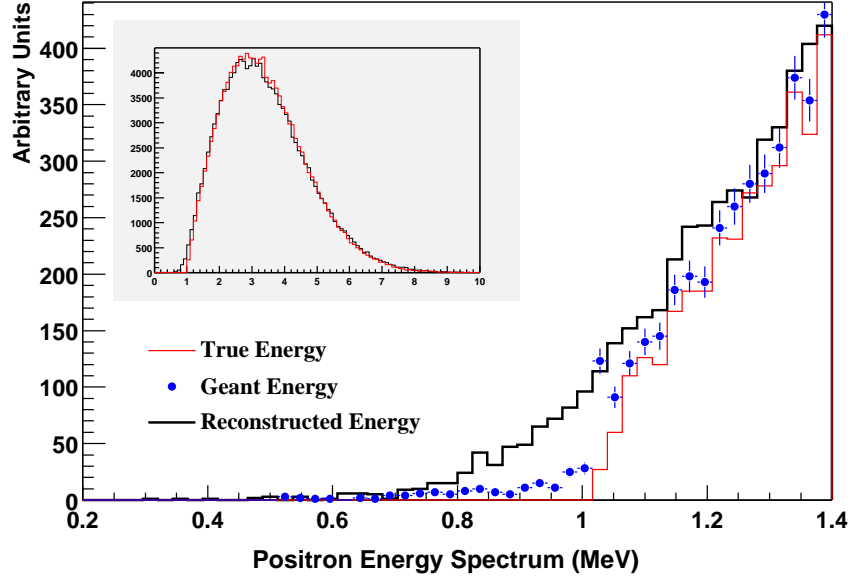 Arbitrary Units
400
350
300
250
200
150
100
50
0
4000
3500
3000
2500
2000
1500
1000
500
0
0 1 2 3 4 5 6 7 8 9 10
True Energy
Geant Energy
Reconstructed Energy
0.2 0.4 0.6 0.8 1 1.2 1.4
Positron Energy Spectrum (MeV)